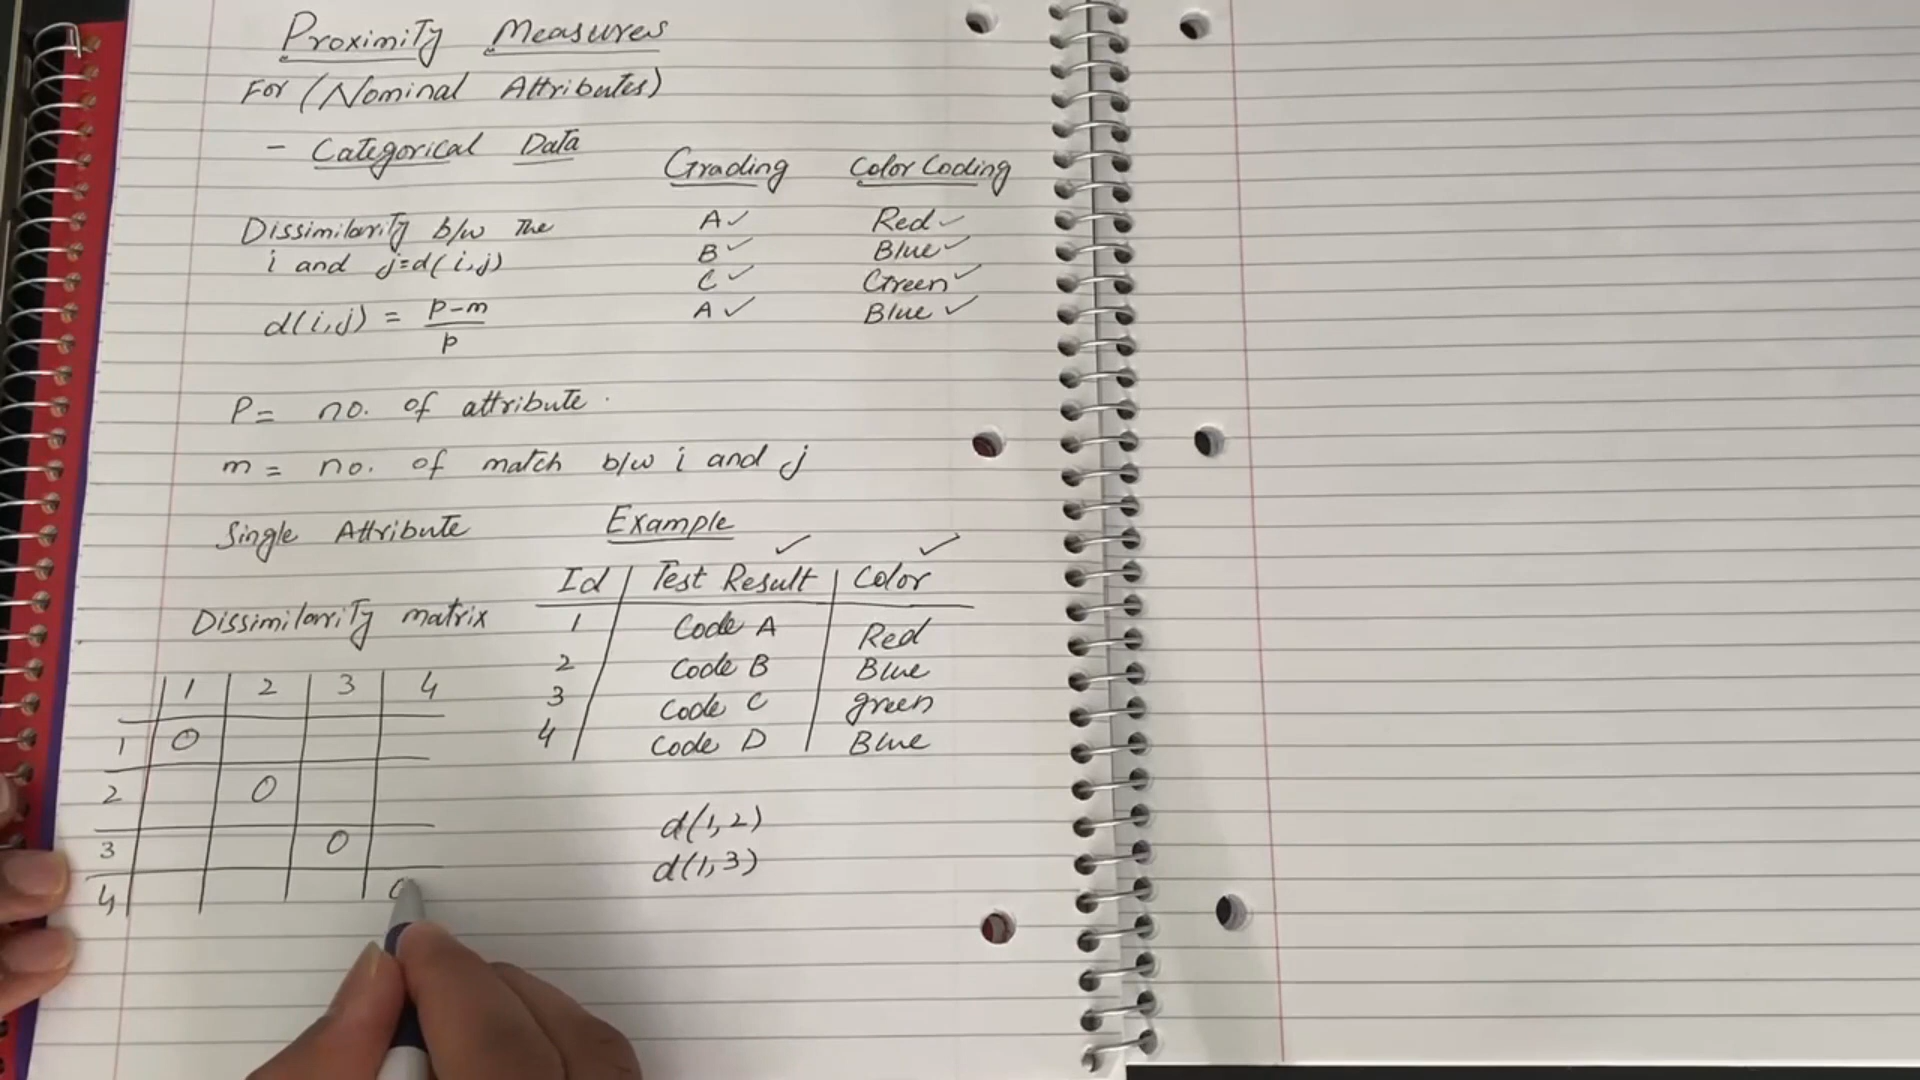 Proximity Measures
For (Nominal Attributes)
- Categorical Data
Grading Color Coding
A✓ Red✓
B✓ Blue✓
C✓ Green✓
A✓ Blue✓
Dissimilarity b/w the
i and j=d(i,j)
d(i,j) = p-m
p
P= no. of attribute.
m = no. of match b/w i and j
Single Attribute
Example
✓ ✓
Id Test Result Color
1 Code A Red
2 Code B Blue
3 Code C green
4 Code D Blue
Dissimilarity matrix
1 2 3 4
1 0
2 0
3 0
4 0
d(1,2)
d(1,3)